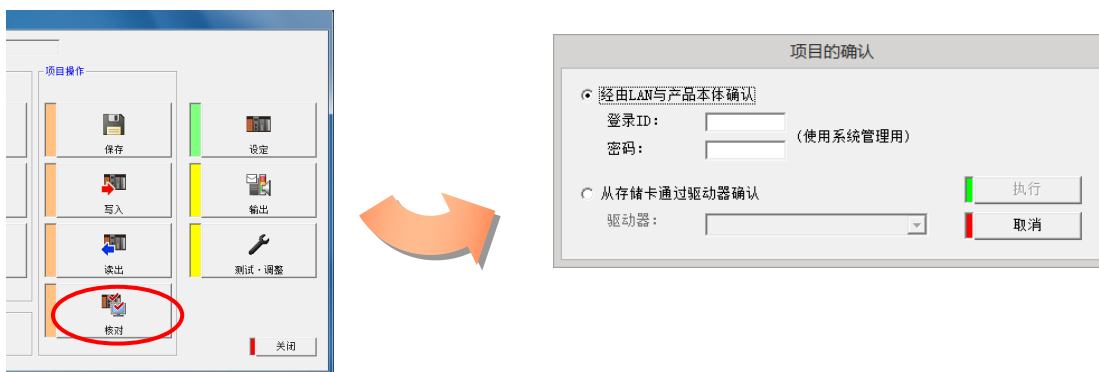 项目操作
保存
设定
写入
输出
读出
测试・调整
核对
关闭
项目的确认
经由LAN与产品本体确认
登录ID:
密码:
(使用系统管理用)
从存储卡通过驱动器确认
驱动器:
执行
取消